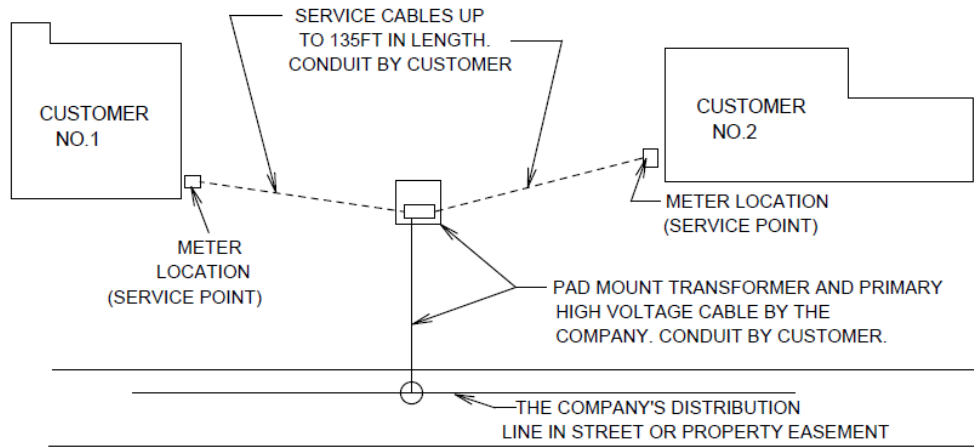 SERVICE CABLES UP
TO 135FT IN LENGTH.
CONDUIT BY CUSTOMER
CUSTOMER
NO.1
CUSTOMER
NO.2
METER
LOCATION
(SERVICE POINT)
METER LOCATION
(SERVICE POINT)
PAD MOUNT TRANSFORMER AND PRIMARY
HIGH VOLTAGE CABLE BY THE
COMPANY. CONDUIT BY CUSTOMER.
THE COMPANY'S DISTRIBUTION
LINE IN STREET OR PROPERTY EASEMENT